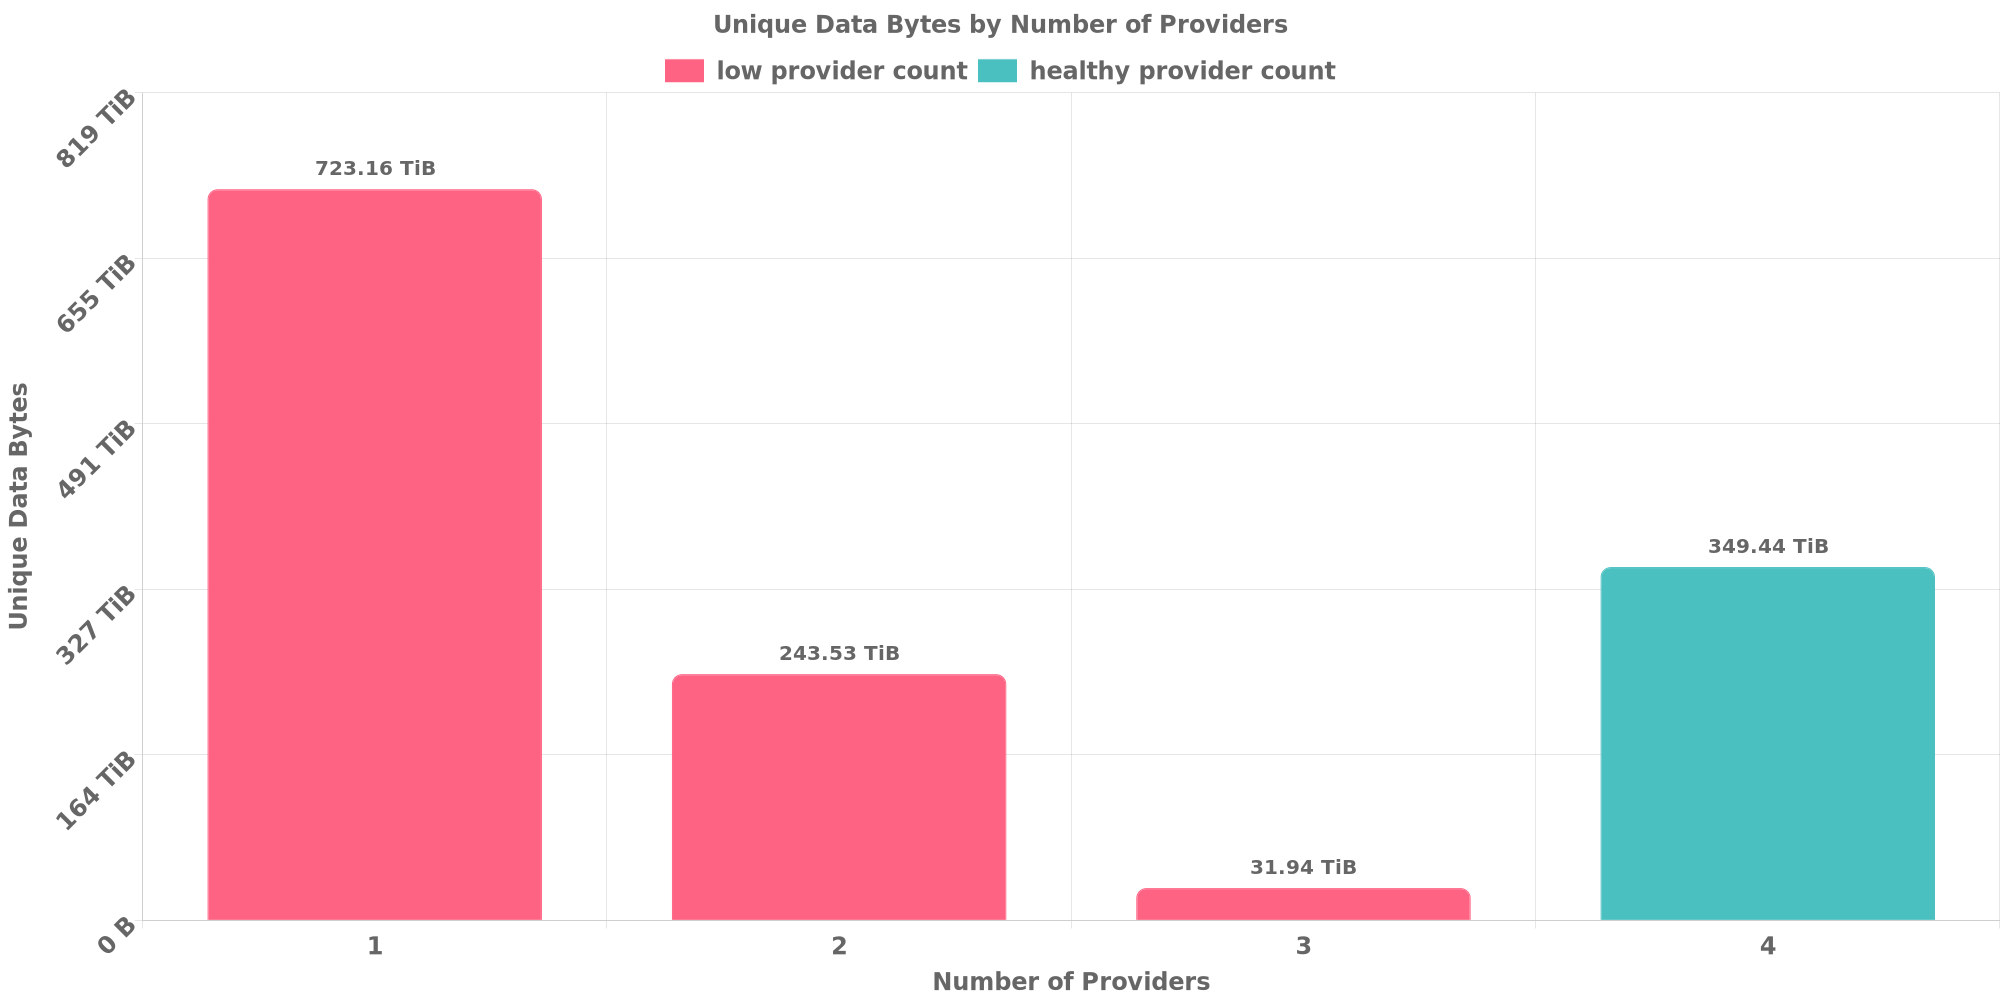 Unique Data Bytes by Number of Providers
low provider count healthy provider count
819 TiB
655 TiB
491 TiB
327 TiB
164 TiB
0 B
Unique Data Bytes
723.16 TiB
243.53 TiB
31.94 TiB
349.44 TiB
1 2 3 4
Number of Providers